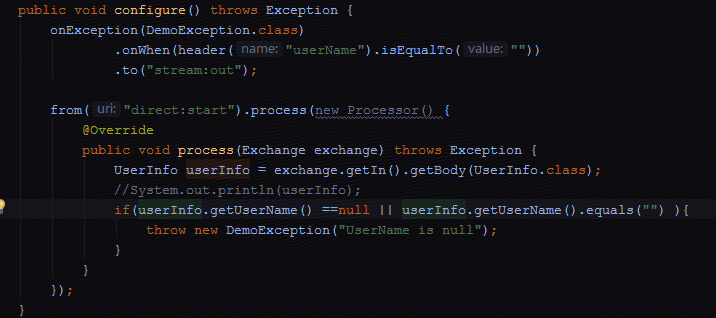 public void configure() throws Exception {
onException(DemoException.class)
.onWhen(header( name: "userName").isEqualTo( value: ""))
.to("stream:out");
from( uri: "direct:start").process(new Processor() {
@Override
public void process(Exchange exchange) throws Exception {
UserInfo userInfo = exchange.getIn().getBody(UserInfo.class);
//System.out.println(userInfo);
if(userInfo.getUserName() ==null || userInfo.getUserName().equals("") ){
throw new DemoException("UserName is null");
}
}
});
}